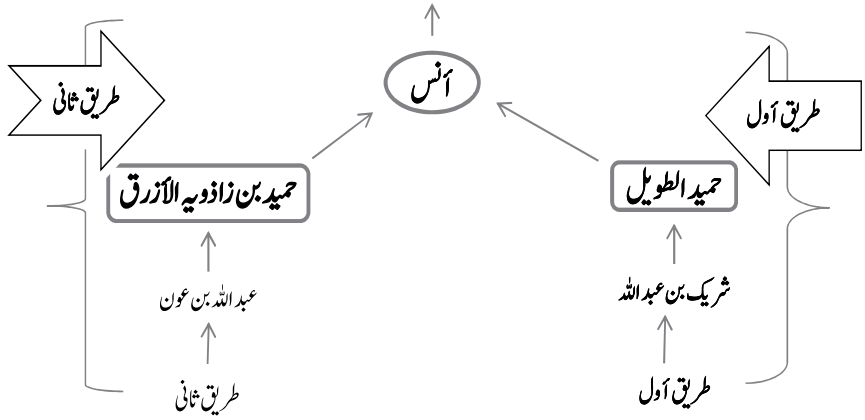 أنس
طریق أول
طریق ثانی
حمید الطویل
حمید بن زاذویہ الأزرق
شریک بن عبد اللہ
عبد اللہ بن عون
طریق أول
طریق ثانی